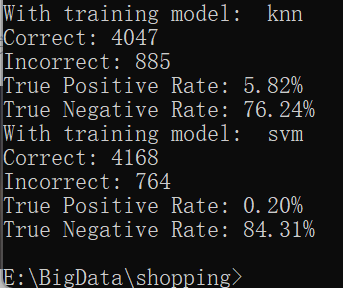 With training model:  knn
Correct: 4047
Incorrect: 885
True Positive Rate: 5.82%
True Negative Rate: 76.24%
With training model:  svm
Correct: 4168
Incorrect: 764
True Positive Rate: 0.20%
True Negative Rate: 84.31%
E:\BigData\shopping>